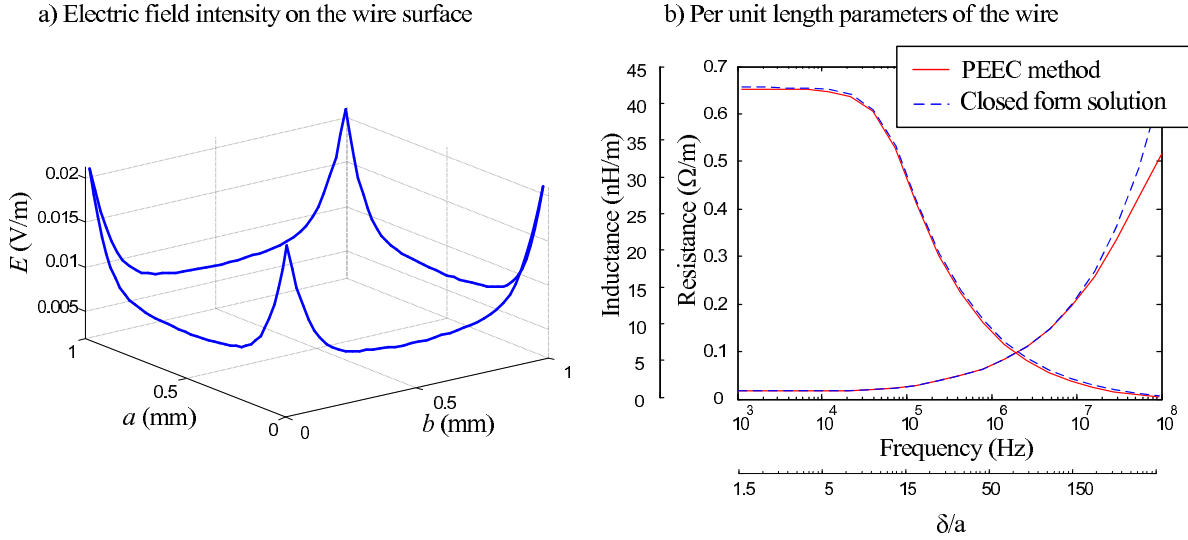 a) Electric field intensity on the wire surface
E (V/m)
0.02
0.015
0.01
0.005
1
0.5
0
a (mm)
0
0.5
1
b (mm)
b) Per unit length parameters of the wire
PEEC method
Closed form solution
Inductance (nH/m)
45
40
35
30
25
20
15
10
5
0
Resistance (Ω/m)
0.7
0.6
0.5
0.4
0.3
0.2
0.1
0
10³ 10⁴ 10⁵ 10⁶ 10⁷ 10⁸
Frequency (Hz)
1.5 5 15 50 150
δ/a